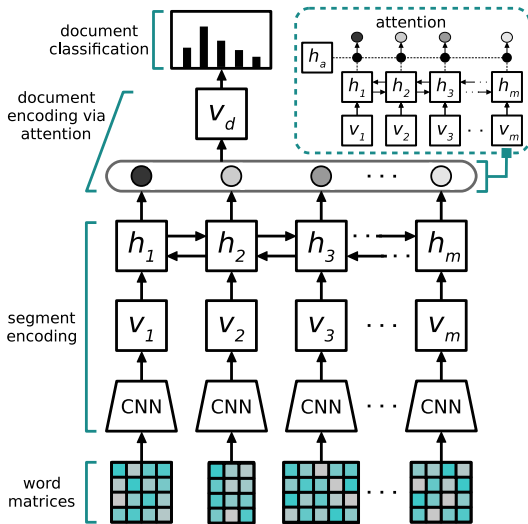 document
classification
attention
h_a
h_1 h_2 h_3 · · · h_m
v_1 v_2 v_3 · · v_m
document
encoding via
attention
v_d
· · ·
h_1 h_2 h_3 · · · h_m
segment
encoding
v_1 v_2 v_3 · · · v_m
CNN CNN CNN · · · CNN
word
matrices
· · ·